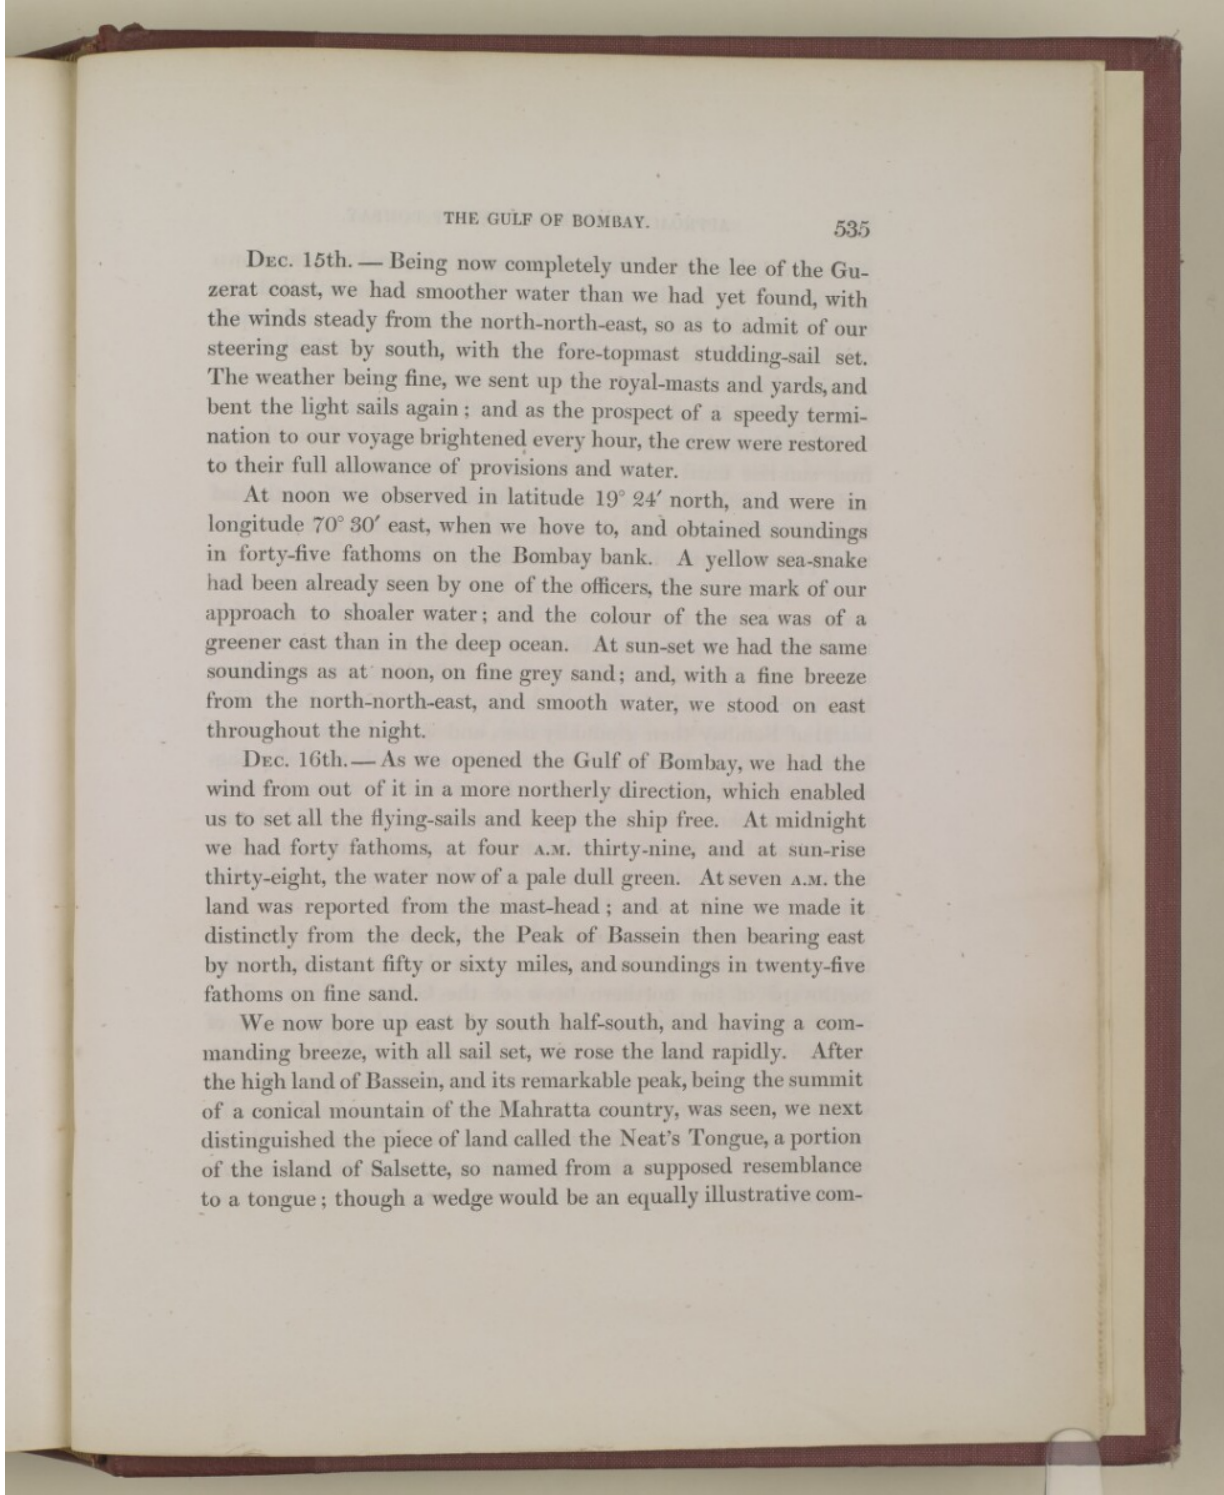 THE GULF OF BOMBAY. 535
DEC. 15th. — Being now completely under the lee of the Gu-
zerat coast, we had smoother water than we had yet found, with
the winds steady from the north-north-east, so as to admit of our
steering east by south, with the fore-topmast studding-sail set.
The weather being fine, we sent up the royal-masts and yards, and
bent the light sails again; and as the prospect of a speedy termi-
nation to our voyage brightened every hour, the crew were restored
to their full allowance of provisions and water.
At noon we observed in latitude 19° 24′ north, and were in
longitude 70° 30′ east, when we hove to, and obtained soundings
in forty-five fathoms on the Bombay bank. A yellow sea-snake
had been already seen by one of the officers, the sure mark of our
approach to shoaler water; and the colour of the sea was of a
greener cast than in the deep ocean. At sun-set we had the same
soundings as at noon, on fine grey sand; and, with a fine breeze
from the north-north-east, and smooth water, we stood on east
throughout the night.
DEC. 16th. — As we opened the Gulf of Bombay, we had the
wind from out of it in a more northerly direction, which enabled
us to set all the flying-sails and keep the ship free. At midnight
we had forty fathoms, at four A.M. thirty-nine, and at sun-rise
thirty-eight, the water now of a pale dull green. At seven A.M. the
land was reported from the mast-head; and at nine we made it
distinctly from the deck, the Peak of Bassein then bearing east
by north, distant fifty or sixty miles, and soundings in twenty-five
fathoms on fine sand.
We now bore up east by south half-south, and having a com-
manding breeze, with all sail set, we rose the land rapidly. After
the high land of Bassein, and its remarkable peak, being the summit
of a conical mountain of the Mahratta country, was seen, we next
distinguished the piece of land called the Neat's Tongue, a portion
of the island of Salsette, so named from a supposed resemblance
to a tongue; though a wedge would be an equally illustrative com-